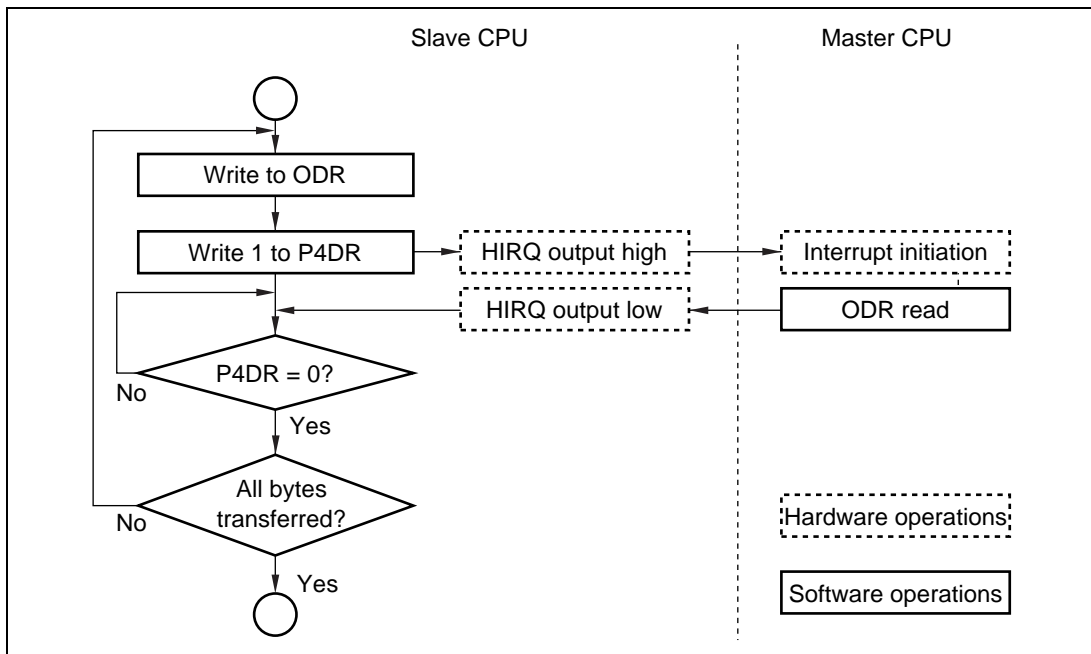 Slave CPU
Master CPU
Write to ODR
Write 1 to P4DR
HIRQ output high
Interrupt initiation
HIRQ output low
ODR read
P4DR = 0?
No
Yes
All bytes
transferred?
No
Yes
Hardware operations
Software operations